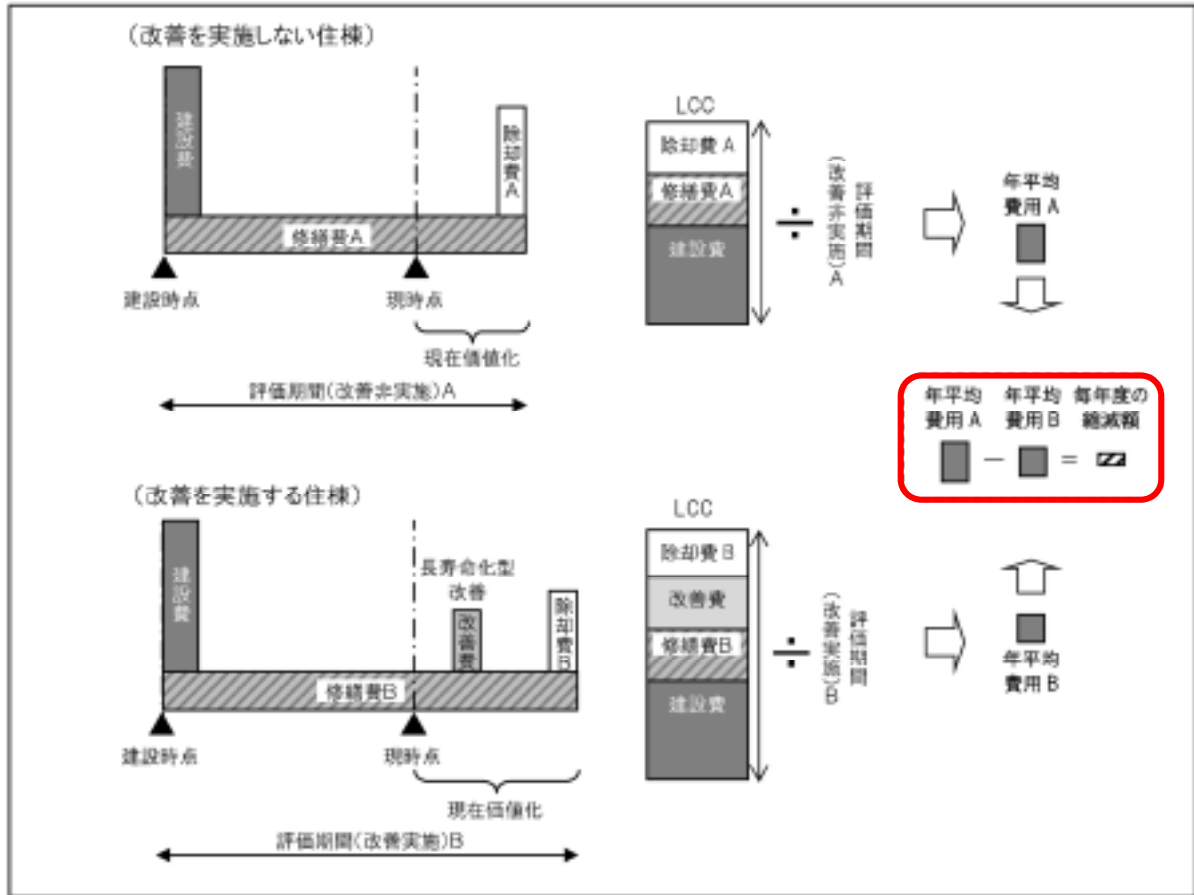 （改善を実施しない住棟）
建設費
除却費A
修繕費A
建設時点
現時点
現在価値化
評価期間(改善非実施)A
LCC
除却費A
修繕費A
建設費
÷
評価期間
(改善非実施)A
年平均
費用A
年平均
費用A
年平均
費用B
毎年度の
縮減額
－
＝
（改善を実施する住棟）
建設費
長寿命化型
改善
改善費
除却費B
修繕費B
建設時点
現時点
現在価値化
評価期間(改善実施)B
LCC
除却費B
改善費
修繕費B
建設費
÷
評価期間
(改善実施)B
年平均
費用B